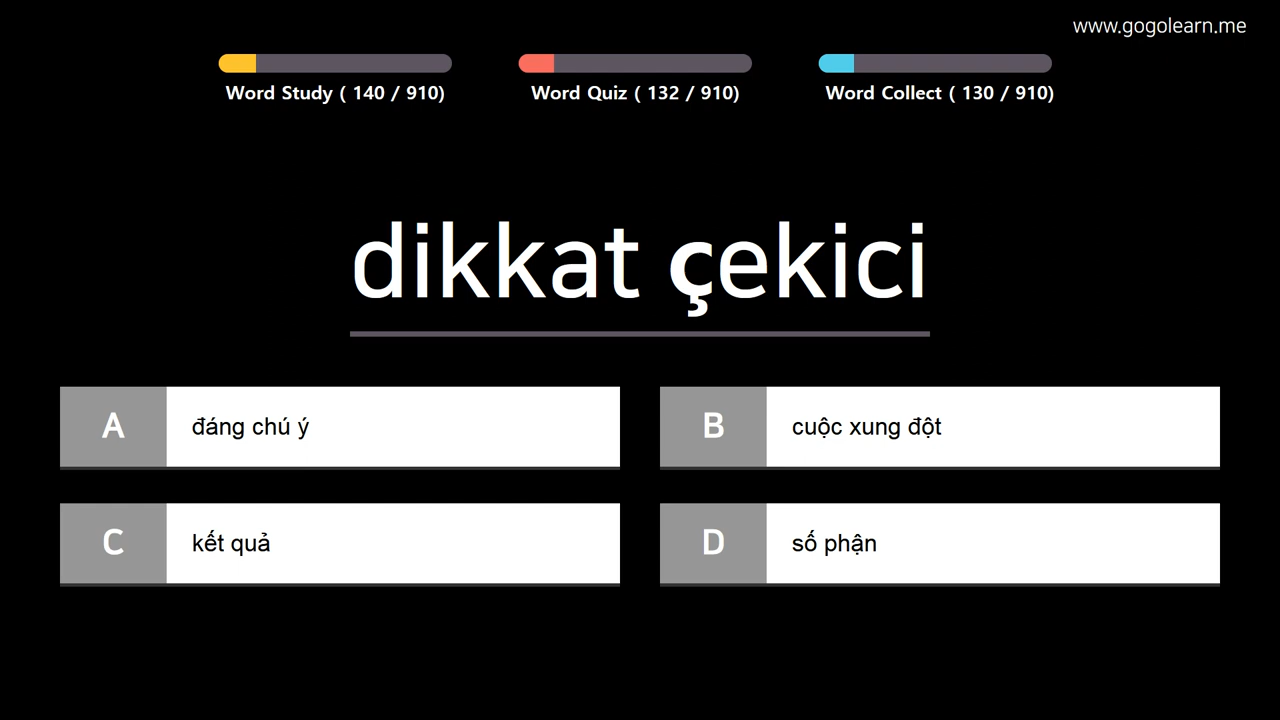 www.gogolearn.me
Word Study ( 140 / 910)
Word Quiz ( 132 / 910)
Word Collect ( 130 / 910)
dikkat çekici
A
đáng chú ý
B
cuộc xung đột
C
kết quả
D
số phận